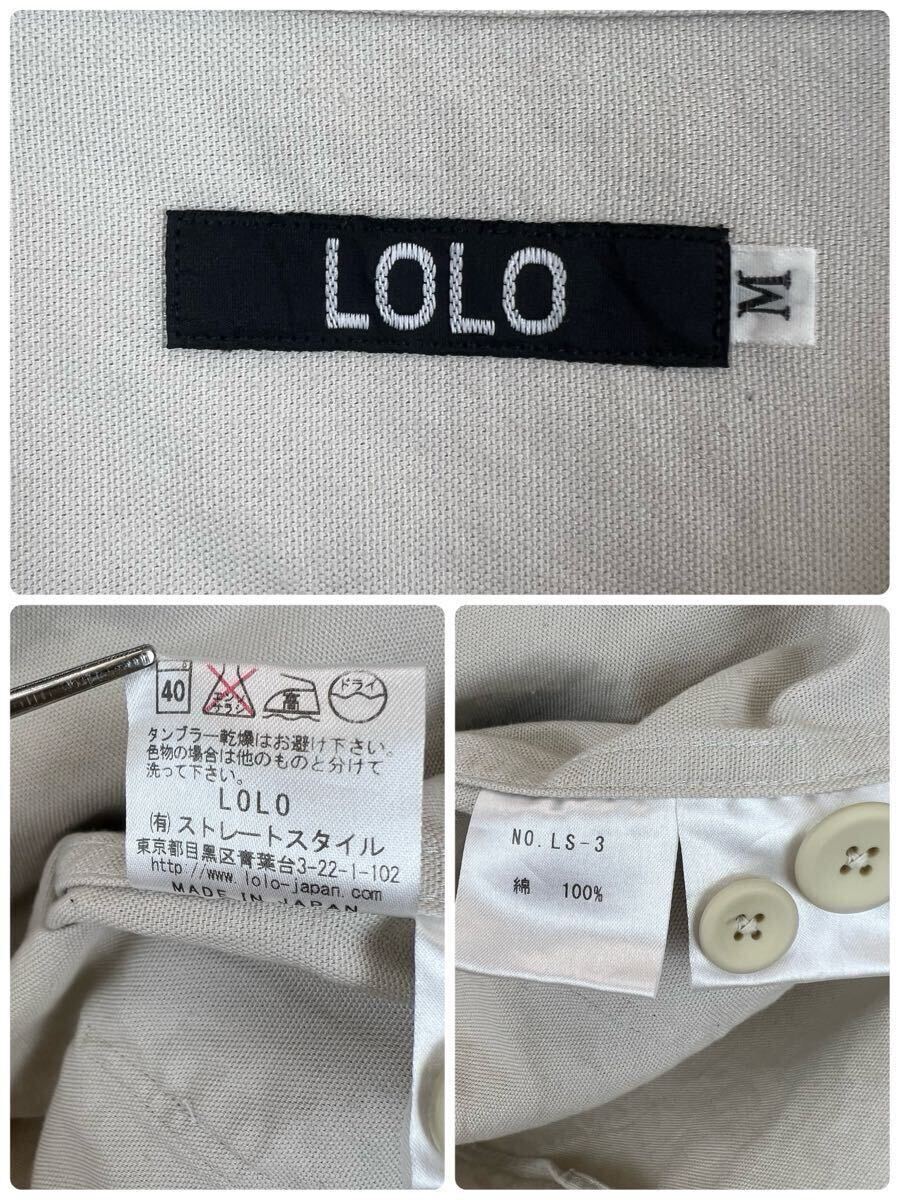 LOLO
M
40
エンソ
サラシ
高
ドライ
タンブラー乾燥はお避け下さい。
色物の場合は他のものと分けて
洗って下さい。
LOLO
(有)ストレートスタイル
東京都目黒区青葉台3-22-1-102
http://www.lolo-japan.com
MADE IN JAPAN
NO. LS-3
綿 100%